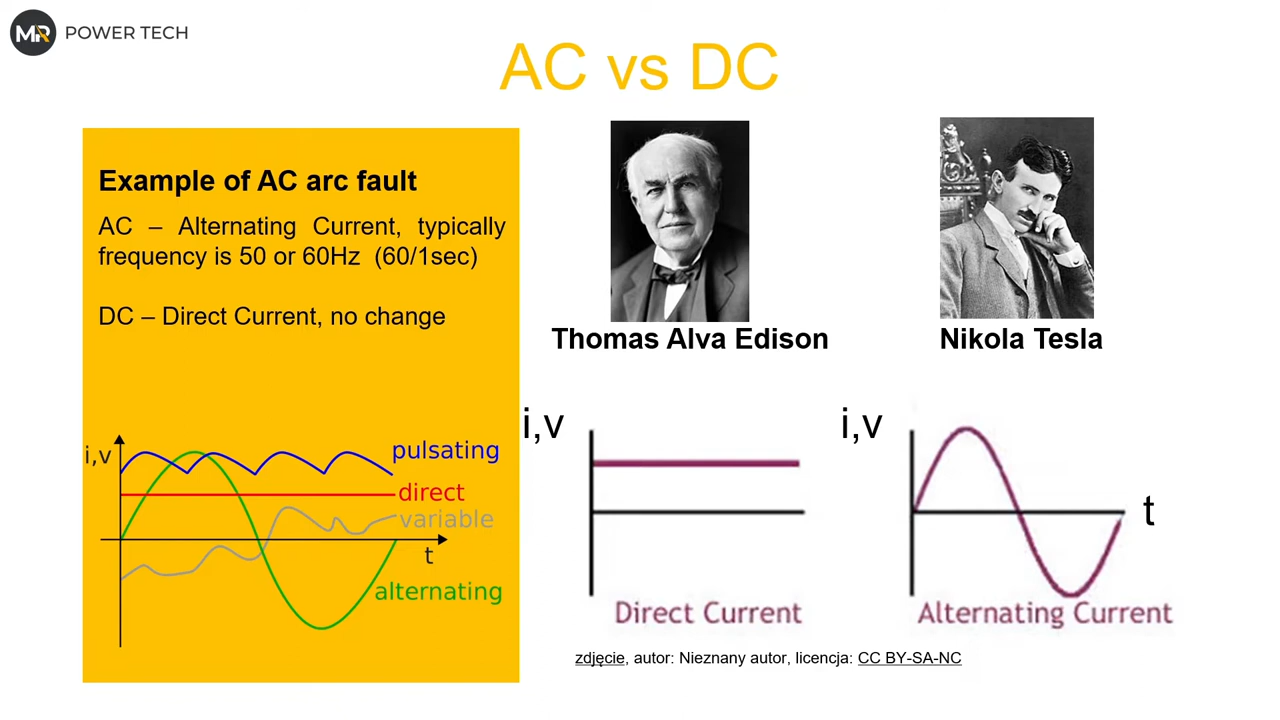 MR POWER TECH
AC vs DC
Example of AC arc fault
AC – Alternating Current, typically
frequency is 50 or 60Hz (60/1sec)
DC – Direct Current, no change
i,v
pulsating
direct
variable
t
alternating
Thomas Alva Edison
Nikola Tesla
i,v
Direct Current
i,v
t
Alternating Current
zdjęcie, autor: Nieznany autor, licencja: CC BY-SA-NC